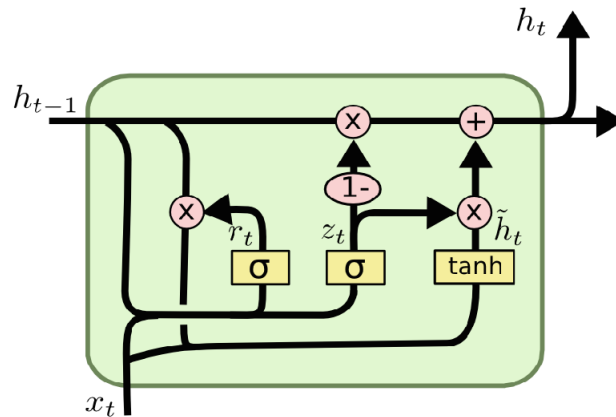 h_t
h_{t-1}
x +
1-
x x
r_t z_t h̃_t
σ σ tanh
x_t